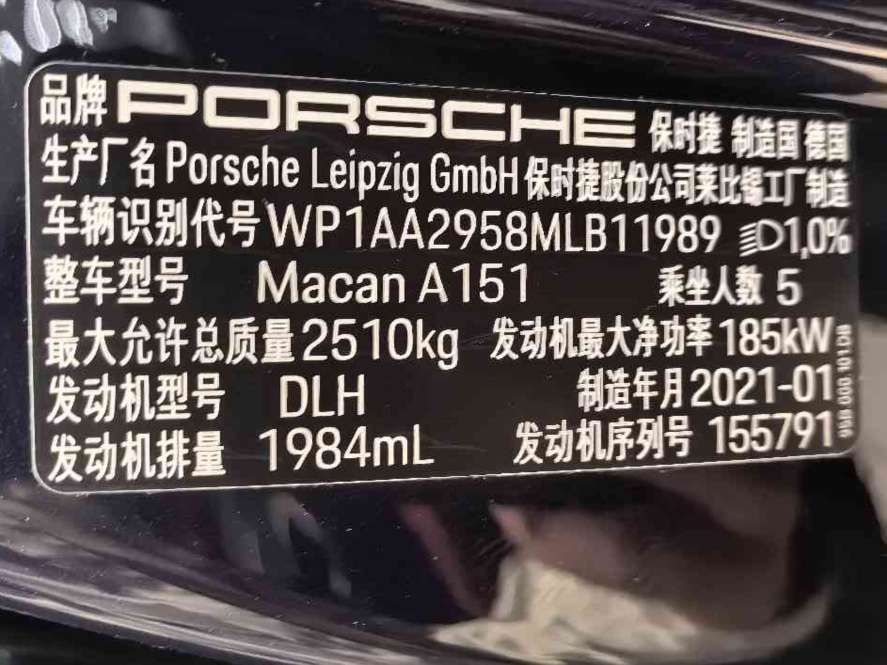 品牌 PORSCHE 保时捷 制造国 德国
生产厂名 Porsche Leipzig GmbH 保时捷股份公司莱比锡工厂制造
车辆识别代号 WP1AA2958MLB11989 1,0%
整车型号 Macan A151 乘坐人数 5
最大允许总质量 2510kg 发动机最大净功率 185kW
发动机型号 DLH 制造年月 2021-01
发动机排量 1984mL 发动机序列号 155791